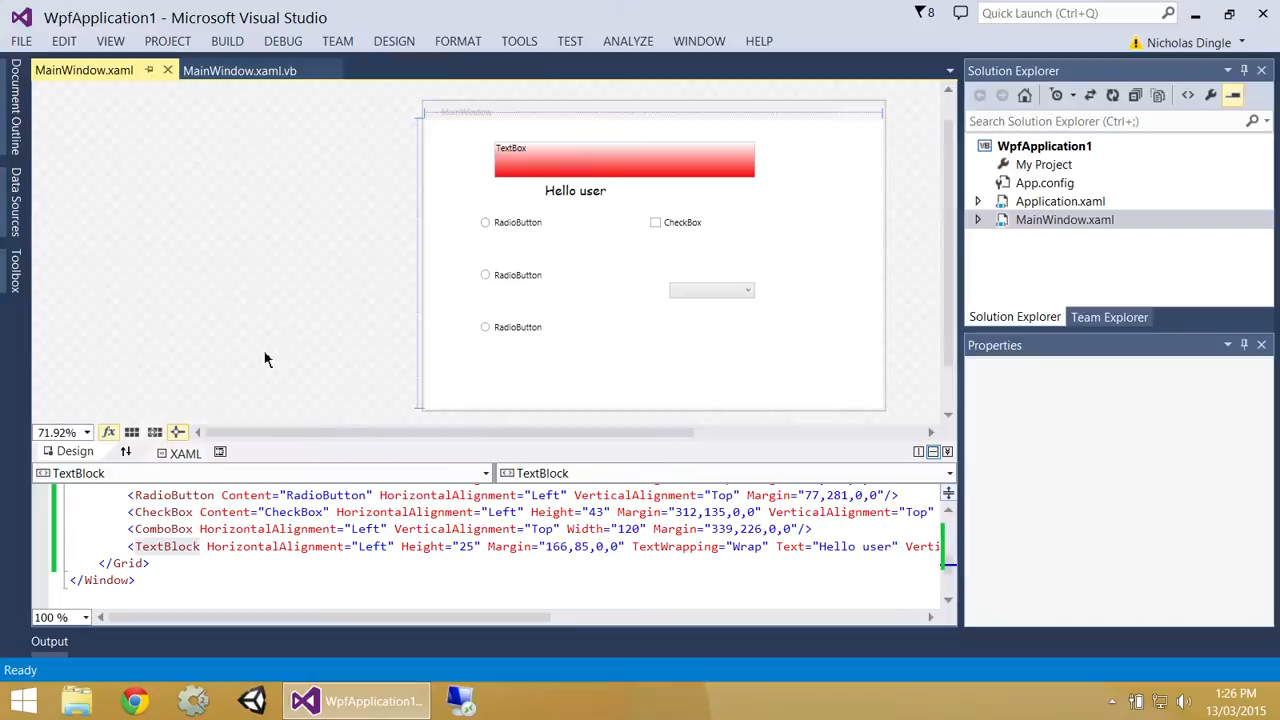 WpfApplication1 - Microsoft Visual Studio
8
Quick Launch (Ctrl+Q)
FILE EDIT VIEW PROJECT BUILD DEBUG TEAM DESIGN FORMAT TOOLS TEST ANALYZE WINDOW HELP
Nicholas Dingle
MainWindow.xaml
MainWindow.xaml.vb
Document Outline
Data Sources
Toolbox
MainWindow
TextBox
Hello user
RadioButton
CheckBox
RadioButton
RadioButton
71.92%
fx
Design
XAML
TextBlock
TextBlock
<RadioButton Content="RadioButton" HorizontalAlignment="Left" VerticalAlignment="Top" Margin="77,281,0,0"/>
<CheckBox Content="CheckBox" HorizontalAlignment="Left" Height="43" Margin="312,135,0,0" VerticalAlignment="Top"
<ComboBox HorizontalAlignment="Left" VerticalAlignment="Top" Width="120" Margin="339,226,0,0"/>
<TextBlock HorizontalAlignment="Left" Height="25" Margin="166,85,0,0" TextWrapping="Wrap" Text="Hello user" Verti
</Grid>
</Window>
100 %
Output
Ready
Solution Explorer
Search Solution Explorer (Ctrl+;)
VB WpfApplication1
My Project
App.config
Application.xaml
MainWindow.xaml
Solution Explorer
Team Explorer
Properties
WpfApplication1...
1:26 PM
13/03/2015